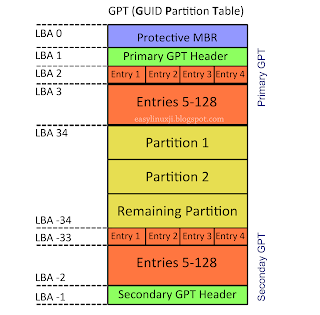 GPT (GUID Partition Table)
LBA 0
Protective MBR
LBA 1
Primary GPT Header
LBA 2
Entry 1 Entry 2 Entry 3 Entry 4
LBA 3
Entries 5-128
easylinuxji.blogspot.com
Primary GPT
LBA 34
Partition 1
Partition 2
Remaining Partition
LBA -34
Entry 1 Entry 2 Entry 3 Entry 4
LBA -33
Entries 5-128
LBA -2
Secondary GPT Header
LBA -1
Seconday GPT